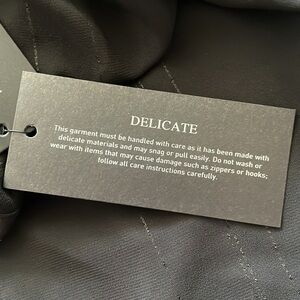 DELICATE
This garment must be handled with care as it has been made with
delicate materials and may snag or pull easily. Do not wash or
wear with items that may cause damage such as zippers or hooks;
follow all care instructions carefully.